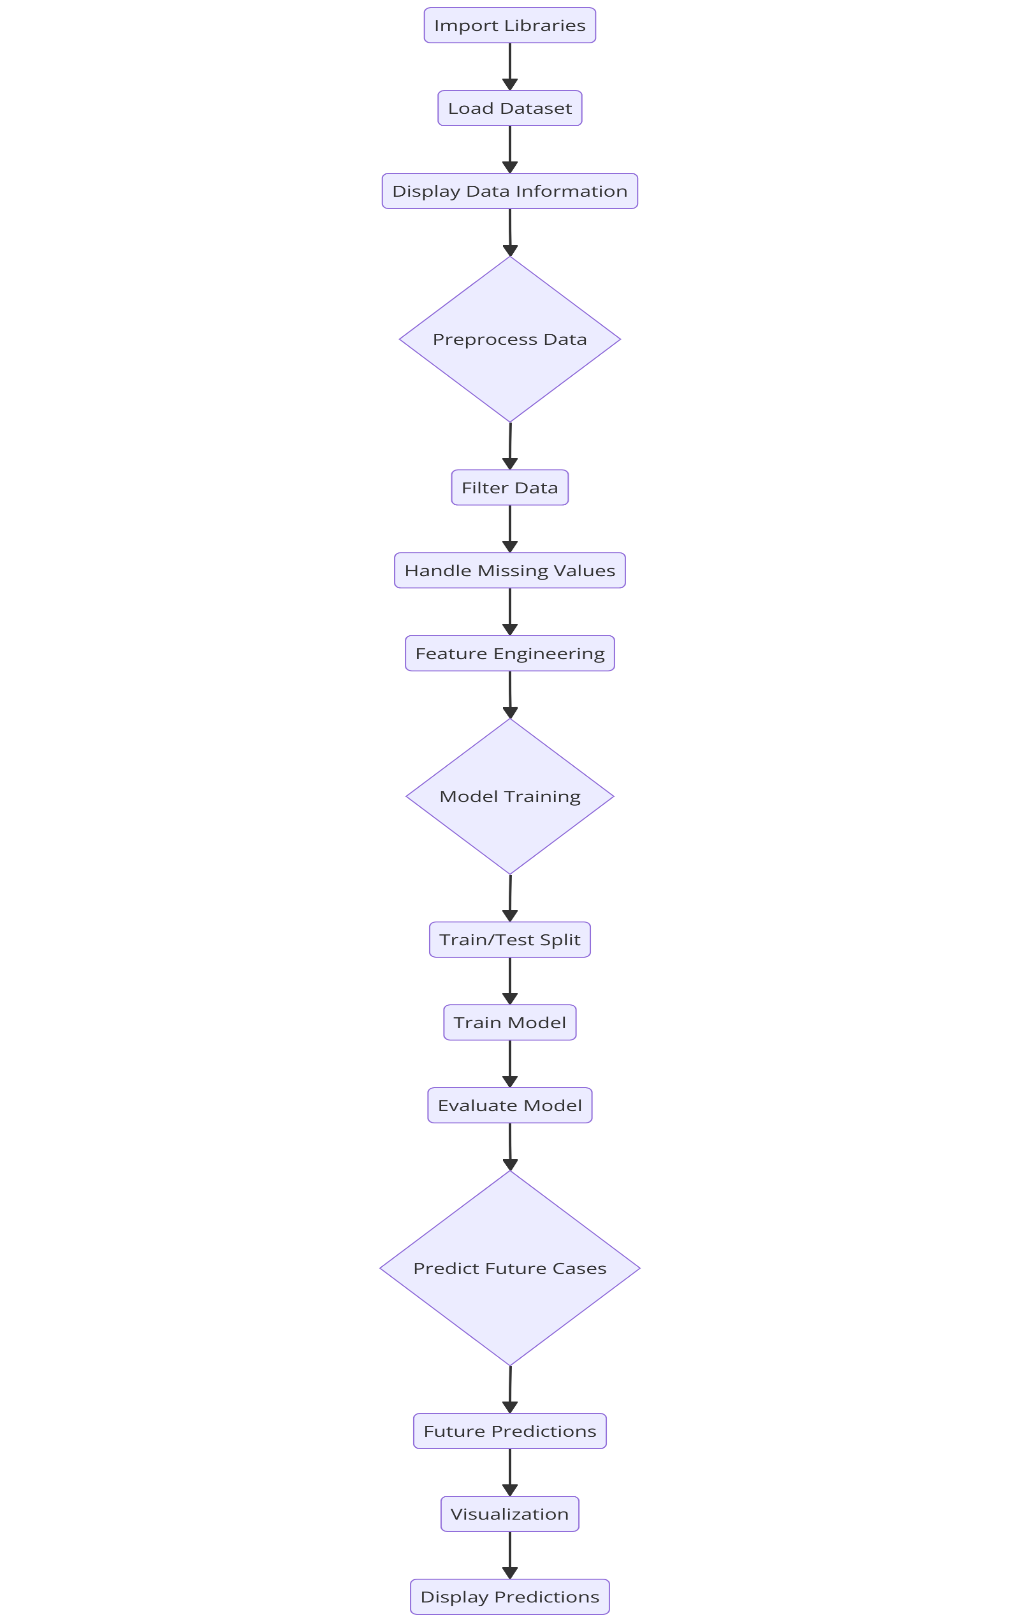 Import Libraries
Load Dataset
Display Data Information
Preprocess Data
Filter Data
Handle Missing Values
Feature Engineering
Model Training
Train/Test Split
Train Model
Evaluate Model
Predict Future Cases
Future Predictions
Visualization
Display Predictions